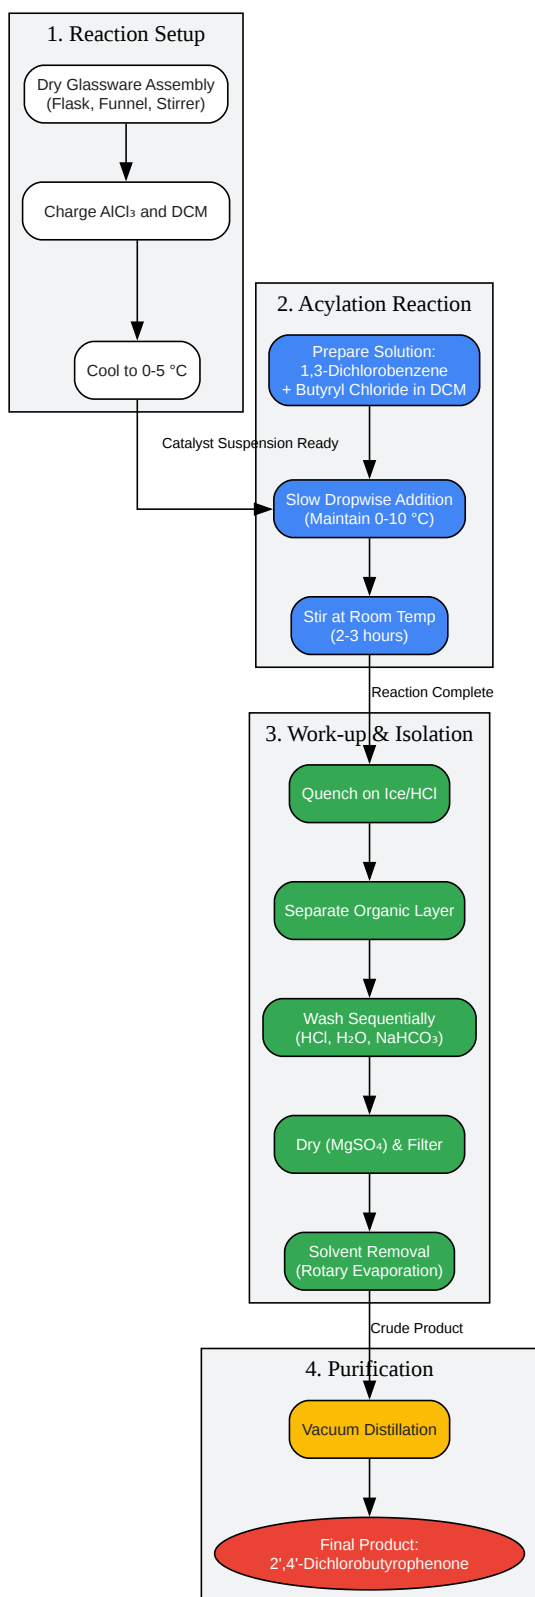 1. Reaction Setup
Dry Glassware Assembly
(Flask, Funnel, Stirrer)
Charge AlCl₃ and DCM
Cool to 0-5 °C
Catalyst Suspension Ready
2. Acylation Reaction
Prepare Solution:
1,3-Dichlorobenzene
+ Butyryl Chloride in DCM
Slow Dropwise Addition
(Maintain 0-10 °C)
Stir at Room Temp
(2-3 hours)
Reaction Complete
3. Work-up & Isolation
Quench on Ice/HCl
Separate Organic Layer
Wash Sequentially
(HCl, H₂O, NaHCO₃)
Dry (MgSO₄) & Filter
Solvent Removal
(Rotary Evaporation)
Crude Product
4. Purification
Vacuum Distillation
Final Product:
2',4'-Dichlorobutyrophenone